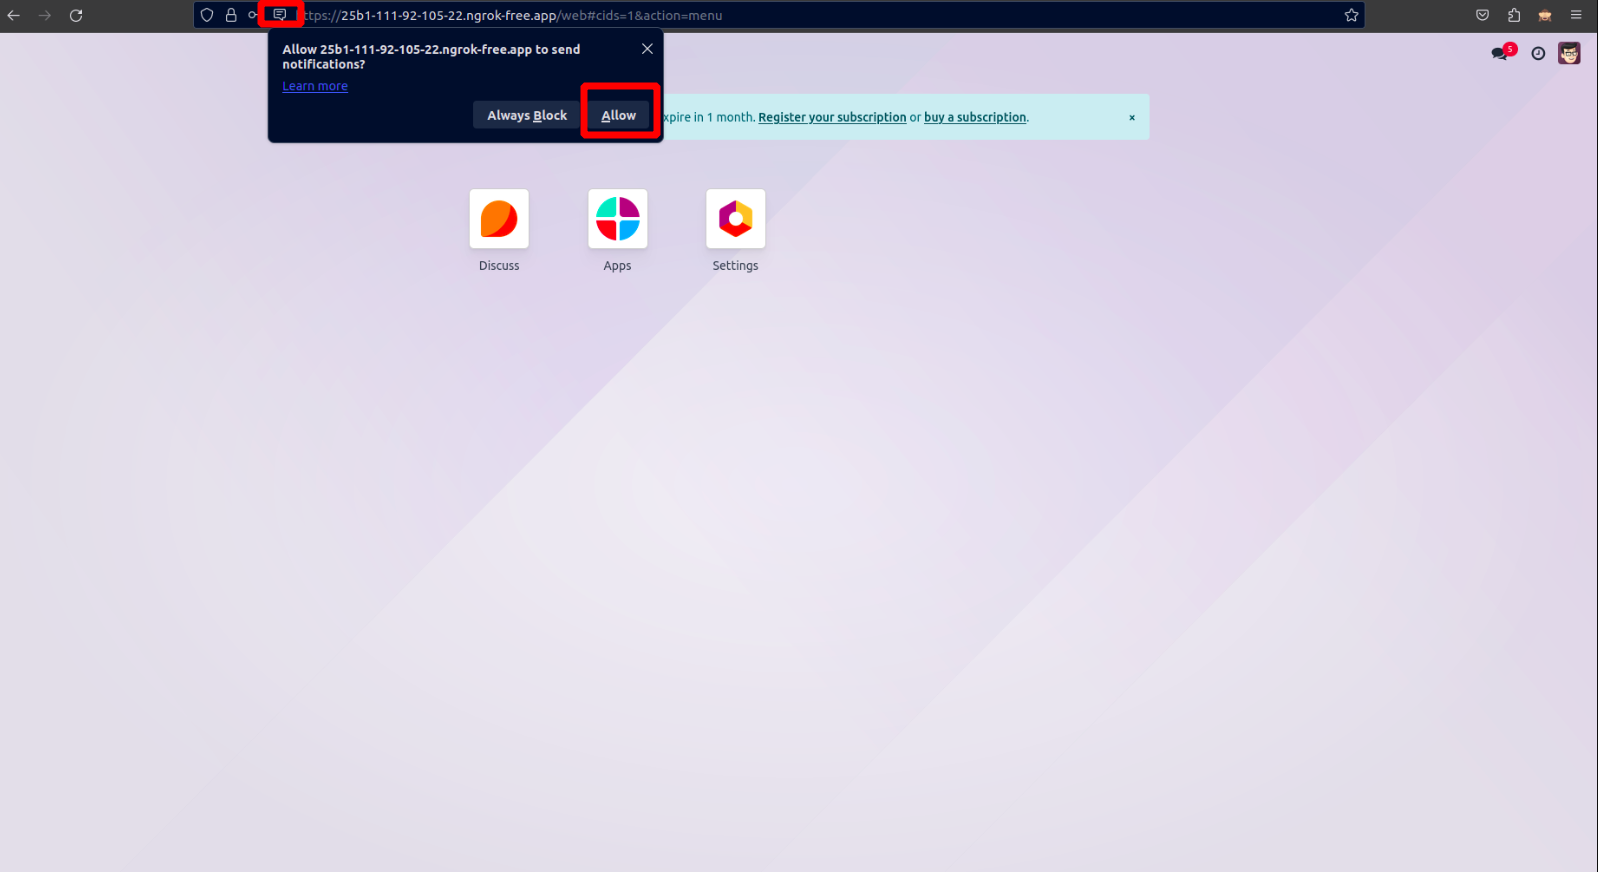 https://25b1-111-92-105-22.ngrok-free.app/web#cids=1&action=menu
Allow 25b1-111-92-105-22.ngrok-free.app to send
notifications?
Learn more
Always Block
Allow
5
xpire in 1 month. Register your subscription or buy a subscription.
Discuss
Apps
Settings